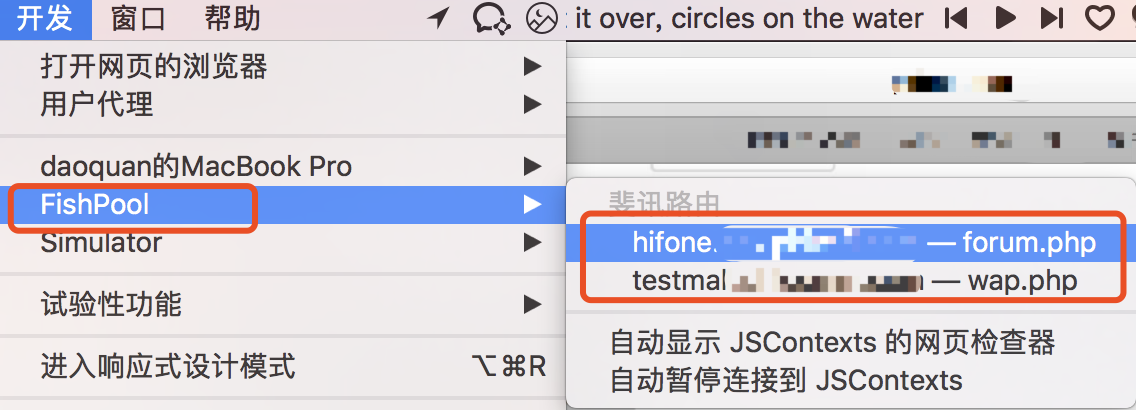 开发 窗口 帮助 it over, circles on the water
打开网页的浏览器
用户代理
daoquan的MacBook Pro
FishPool
Simulator
试验性功能
进入响应式设计模式 ⌥⌘R
斐讯路由
hifone. — forum.php
testmal — wap.php
自动显示 JSContexts 的网页检查器
自动暂停连接到 JSContexts